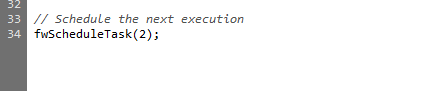 32
33 // Schedule the next execution
34 fwScheduleTask(2);